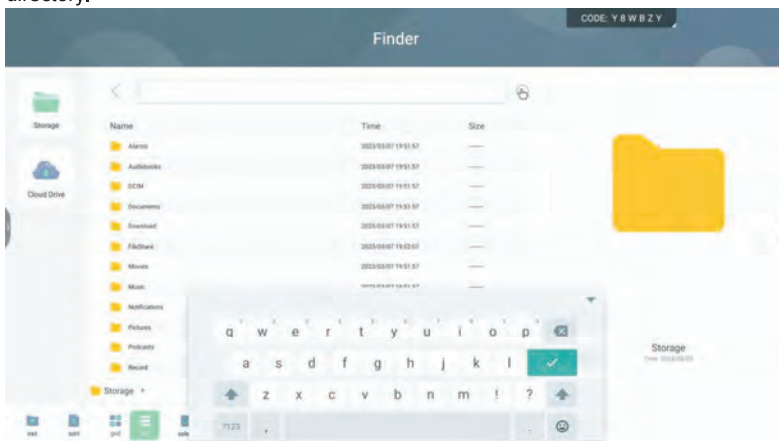 directory.
CODE: Y8WBZY
Finder
Storage
Cloud Drive
Name Time Size
Alarms 2023/03/07 19:51:57 -----
Audiobooks 2023/03/07 19:51:57 -----
DCIM 2023/03/07 19:51:57 -----
Documents 2023/03/07 19:51:57 -----
Download 2023/03/07 19:51:57 -----
FileShare -----
Movies 2023/03/07 19:51:57 -----
Music 2023/03/07 19:51:57 -----
Notifications
Pictures
Podcasts
Record
Storage
q w e r t y u i o p
a s d f g h j k l
z x c v b n m ! ?
?123 , .
Storage
exit sort grid